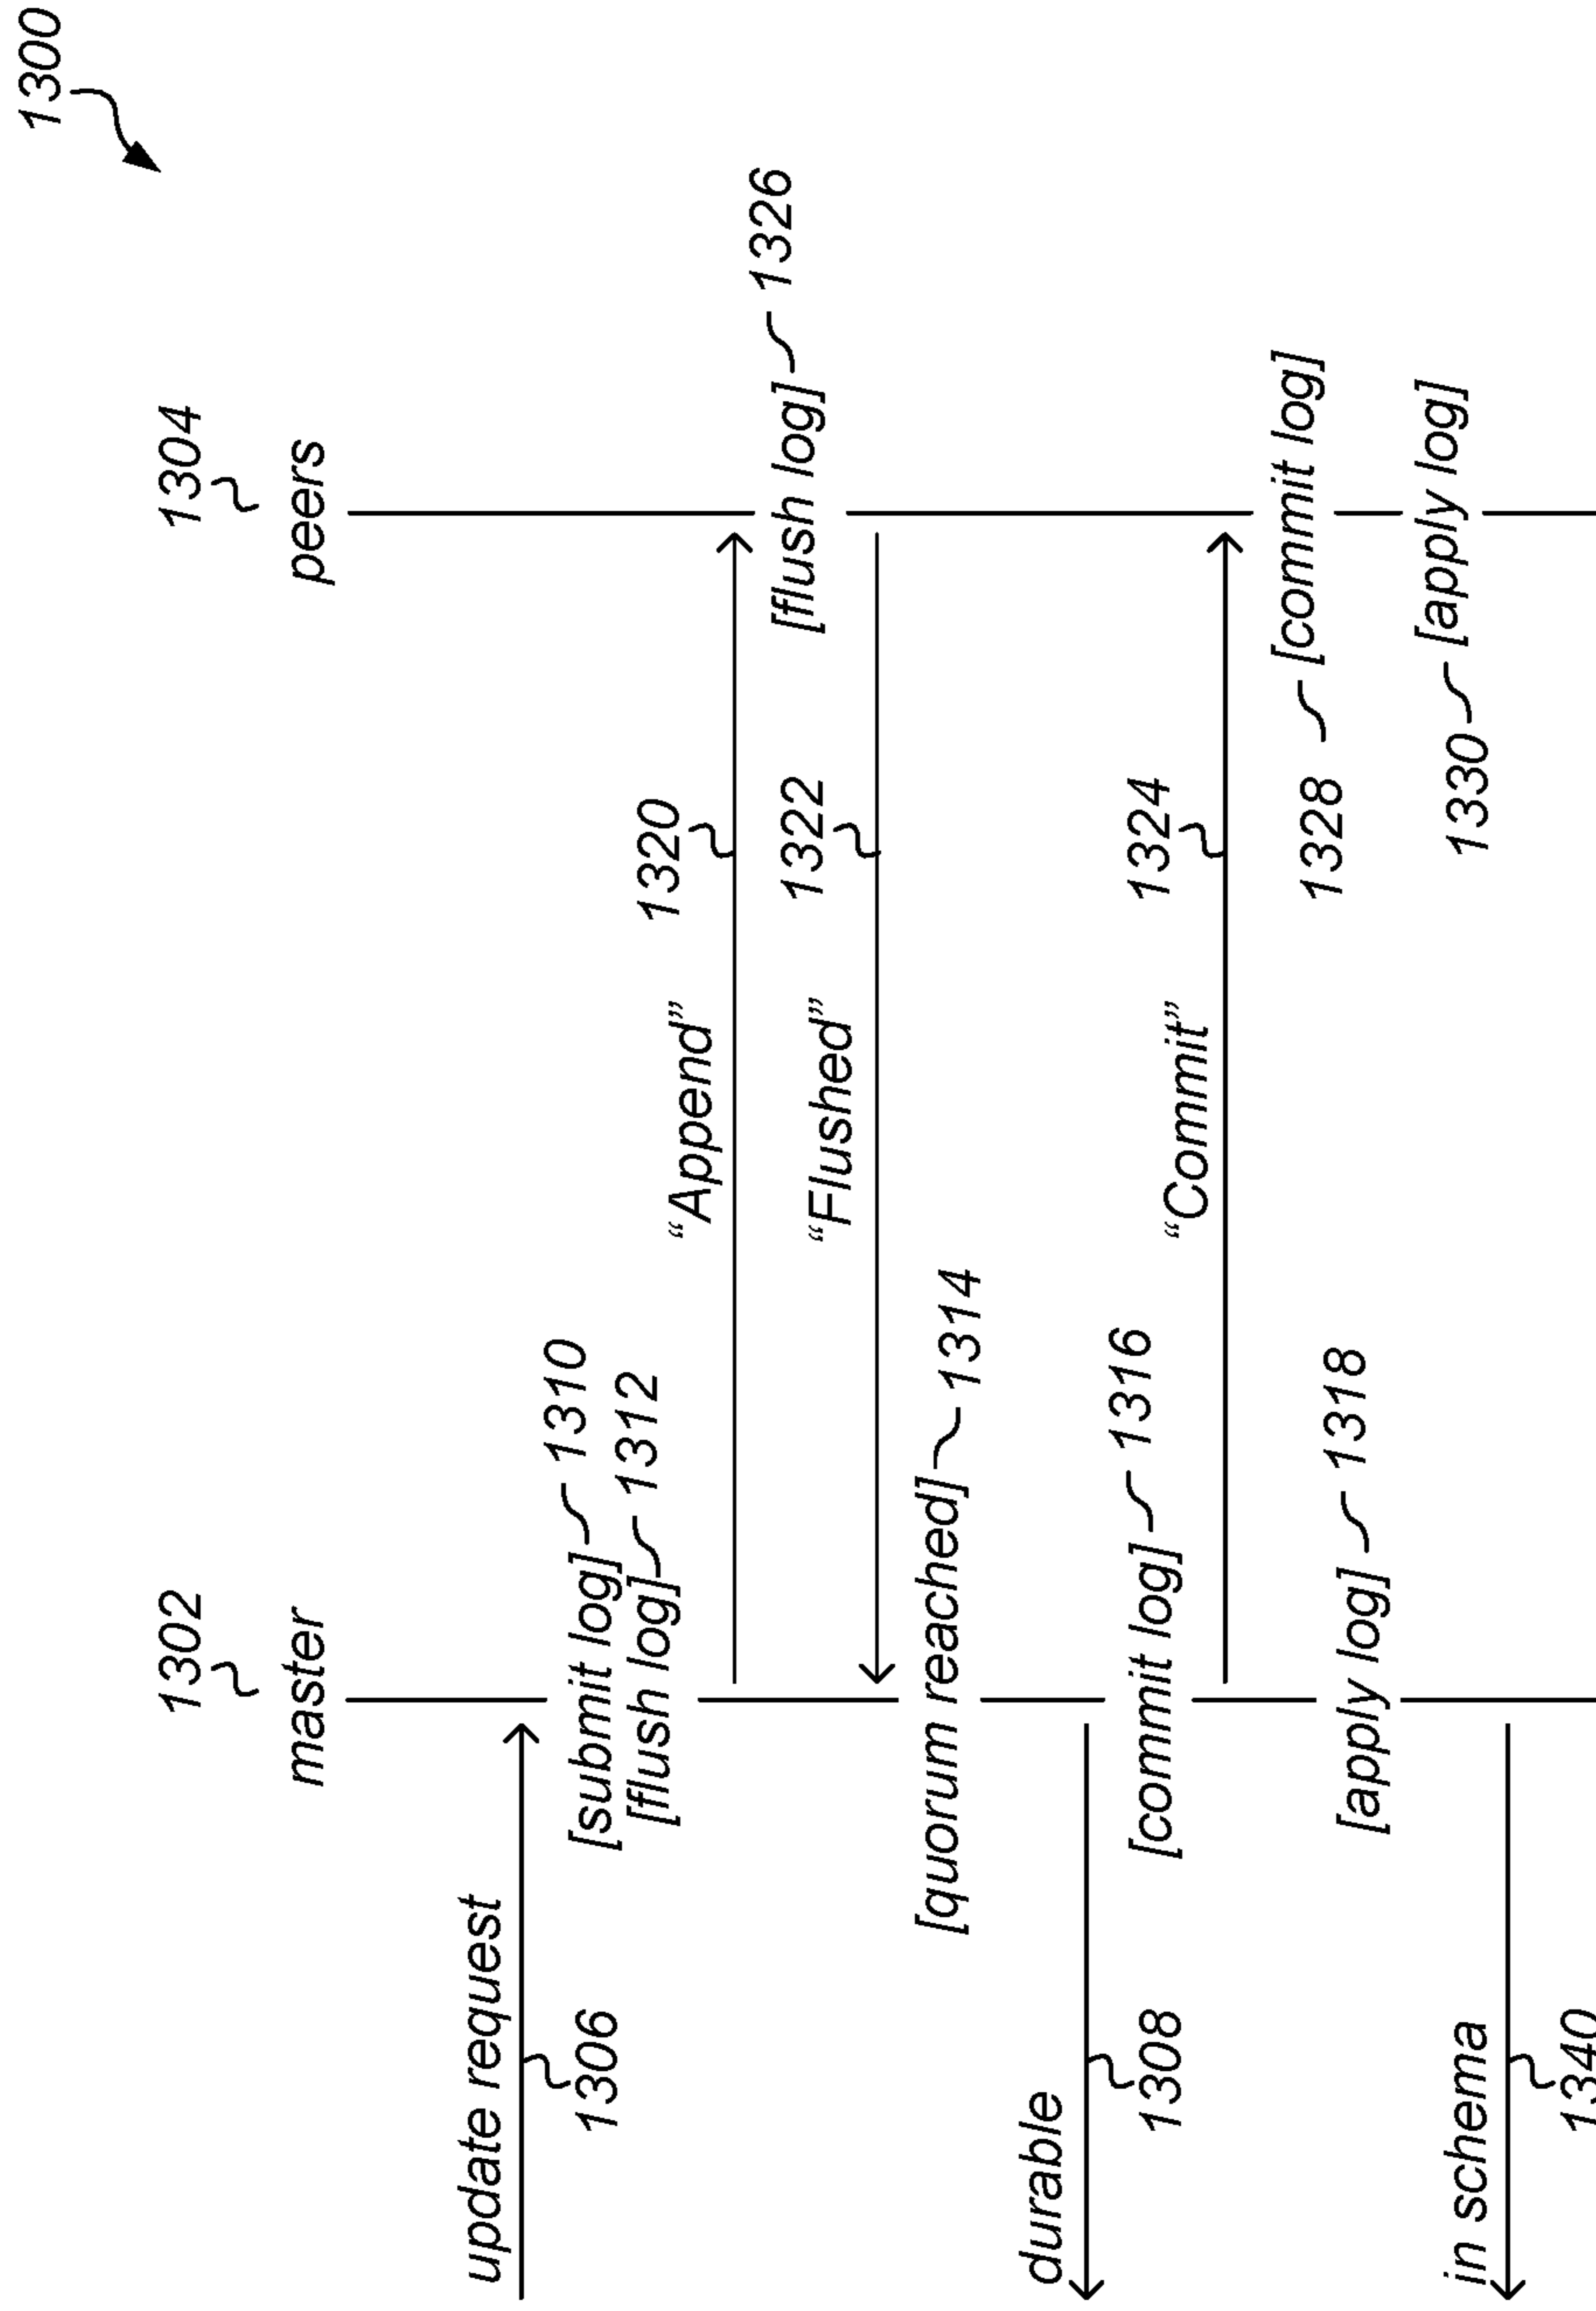 1300
1302
1304
master
peers
update request
1306
[submit log] 1310
[flush log] 1312
"Append"
1320
[flush log] 1326
"Flushed"
1322
[quorum reached] 1314
durable
1308
[commit log] 1316
"Commit"
1324
1328 [commit log]
[apply log] 1318
1330 [apply log]
in schema
1340